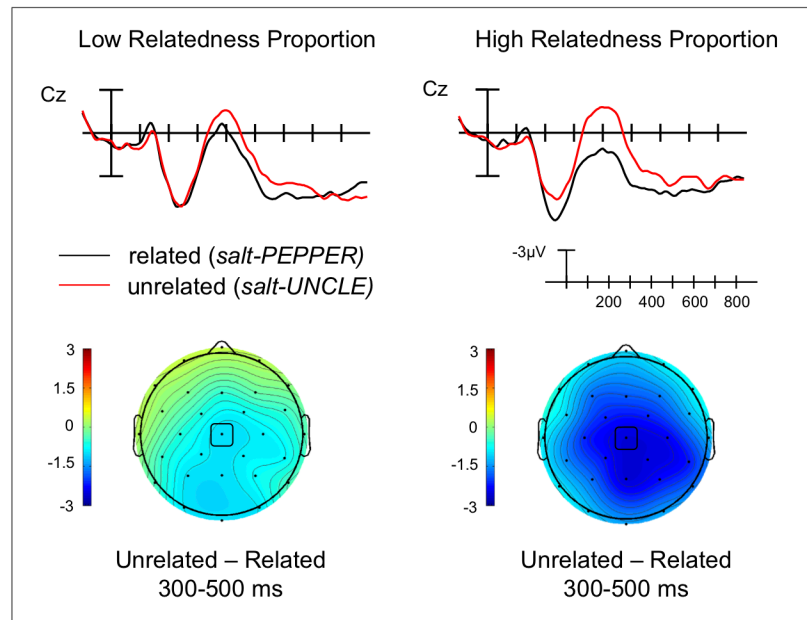 Low Relatedness Proportion
High Relatedness Proportion
Cz
Cz
related (salt-PEPPER)
unrelated (salt-UNCLE)
-3µV
200 400 600 800
3
1.5
0
-1.5
-3
3
1.5
0
-1.5
-3
Unrelated – Related
300-500 ms
Unrelated – Related
300-500 ms